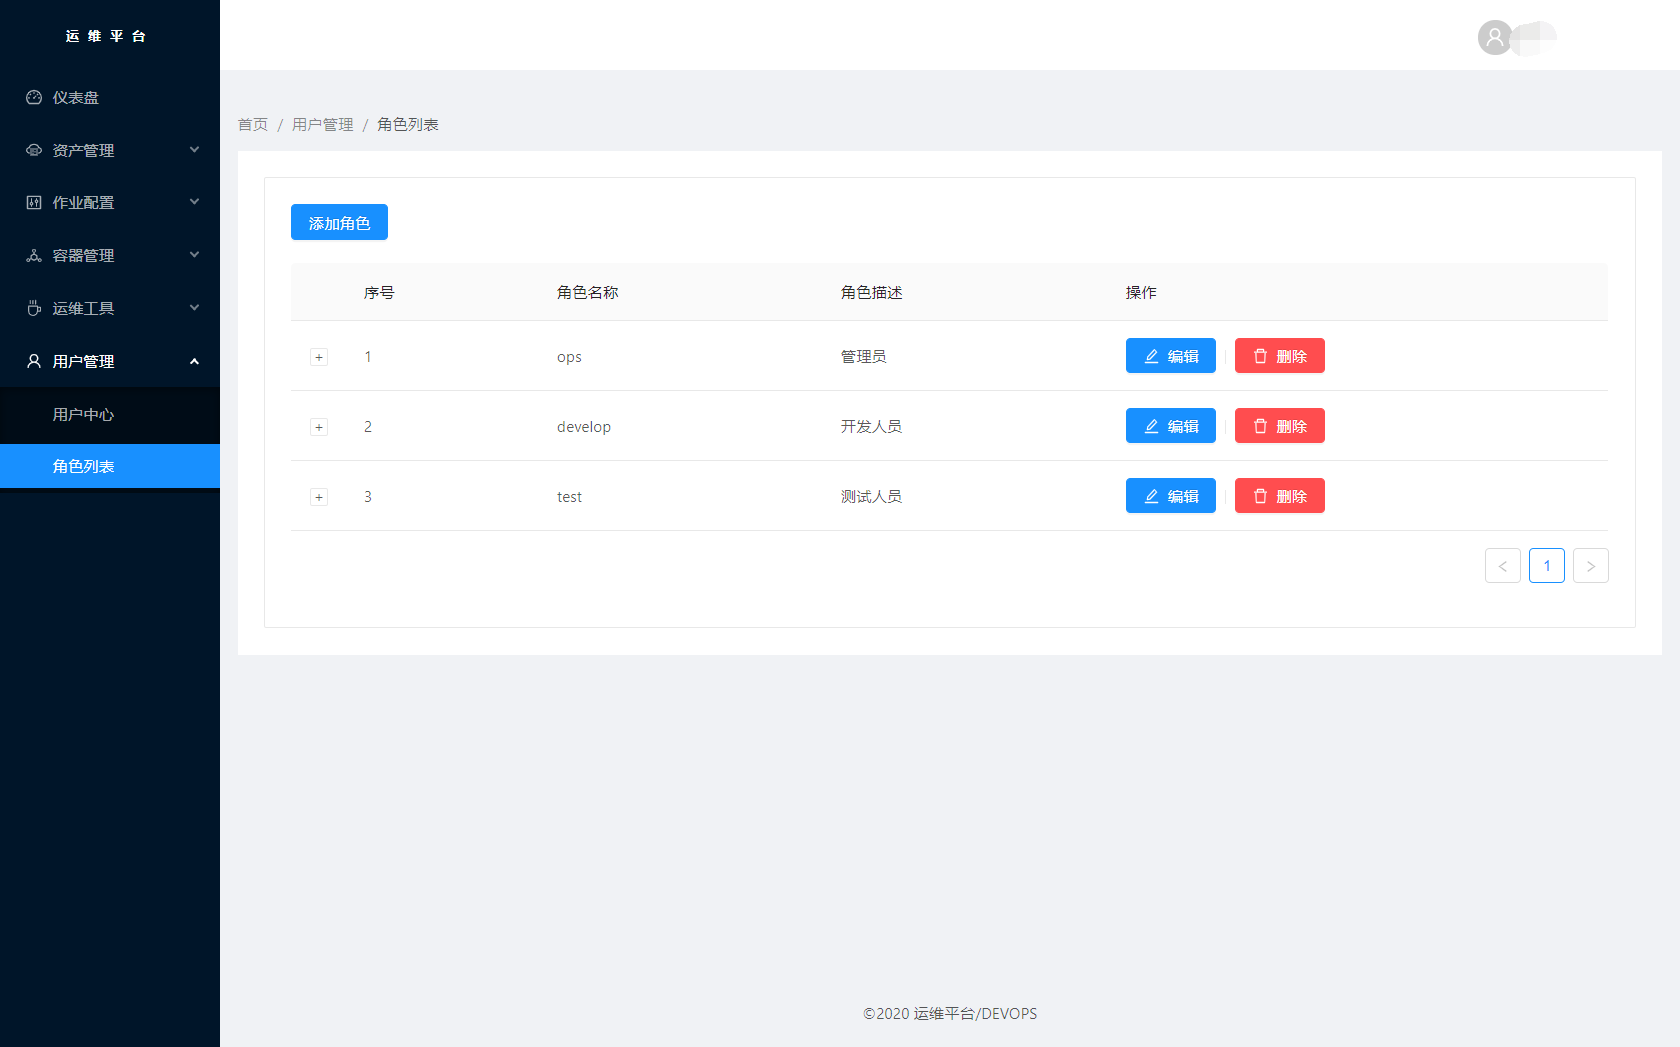 运维平台
仪表盘
资产管理
作业配置
容器管理
运维工具
用户管理
用户中心
角色列表
首页 / 用户管理 / 角色列表
添加角色
序号 角色名称 角色描述 操作
1 ops 管理员 编辑 删除
2 develop 开发人员 编辑 删除
3 test 测试人员 编辑 删除
< 1 >
©2020 运维平台/DEVOPS